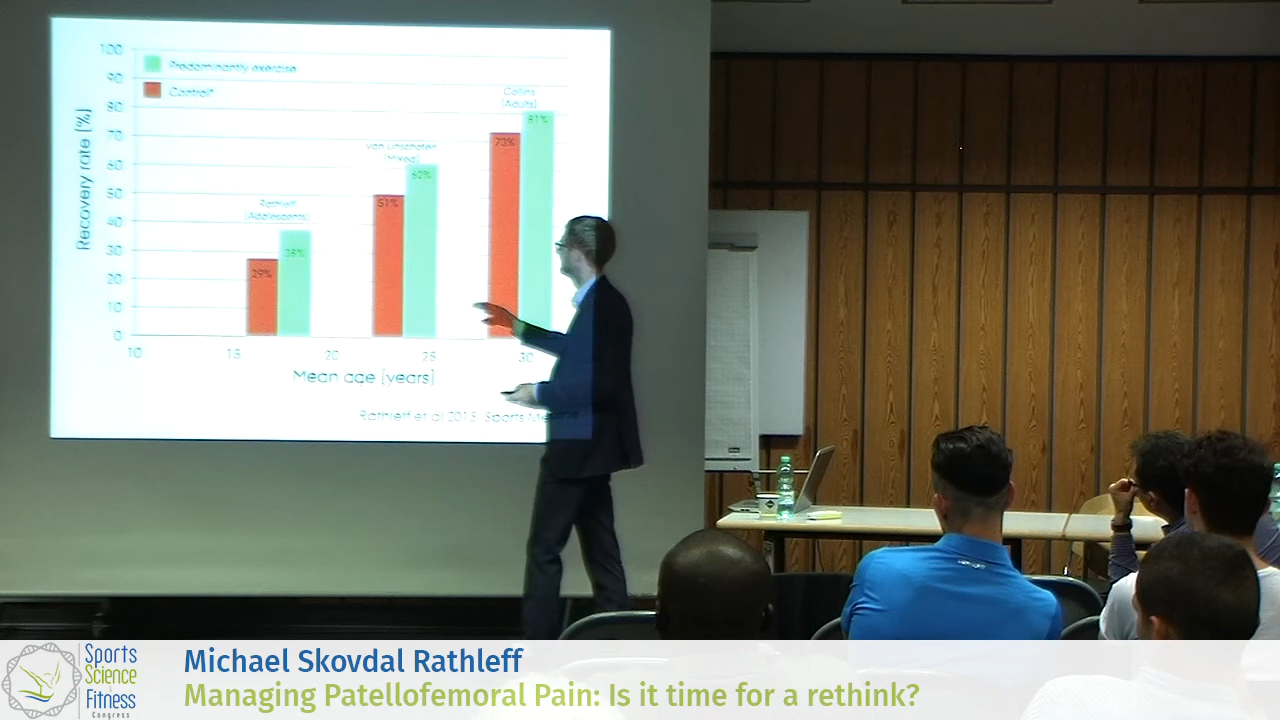 100
Predominantly exercise
90
Control
Collins
(Adults)
80
81%
70
73%
van Linschoten
(Mixed)
60
62%
50
51%
Rathleff
(Adolescents)
40
38%
30
29%
20
10
0
Recovery rate (%)
10 15 20 25 30
Mean age (years)
Rathleff et al 2015 Sports
Sports
Science
Fitness
Congress
Michael Skovdal Rathleff
Managing Patellofemoral Pain: Is it time for a rethink?